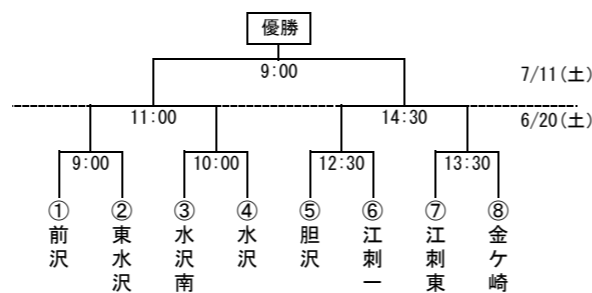 優勝
9:00
7/11(土)
11:00
14:30
6/20(土)
9:00
10:00
12:30
13:30
① 前沢
② 東水沢
③ 水沢南
④ 水沢
⑤ 胆沢
⑥ 江刺一
⑦ 江刺東
⑧ 金ケ崎